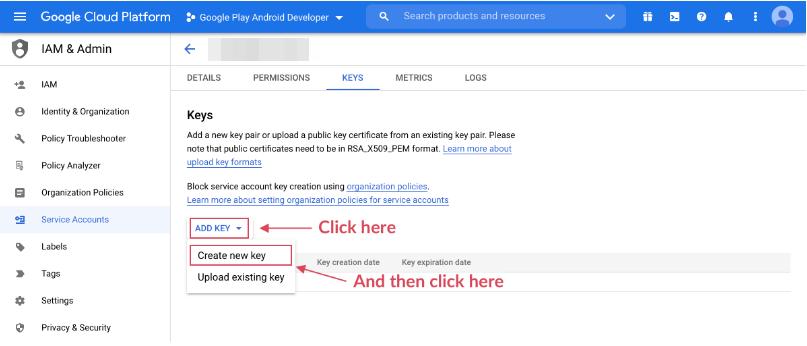 Google Cloud Platform
Google Play Android Developer
Search products and resources
IAM & Admin
DETAILS PERMISSIONS KEYS METRICS LOGS
IAM
Identity & Organization
Policy Troubleshooter
Policy Analyzer
Organization Policies
Service Accounts
Labels
Tags
Settings
Privacy & Security
Keys
Add a new key pair or upload a public key certificate from an existing key pair. Please
note that public certificates need to be in RSA_X509_PEM format. Learn more about
upload key formats
Block service account key creation using organization policies.
Learn more about setting organization policies for service accounts
ADD KEY
Click here
Create new key
Upload existing key
Key creation date Key expiration date
And then click here